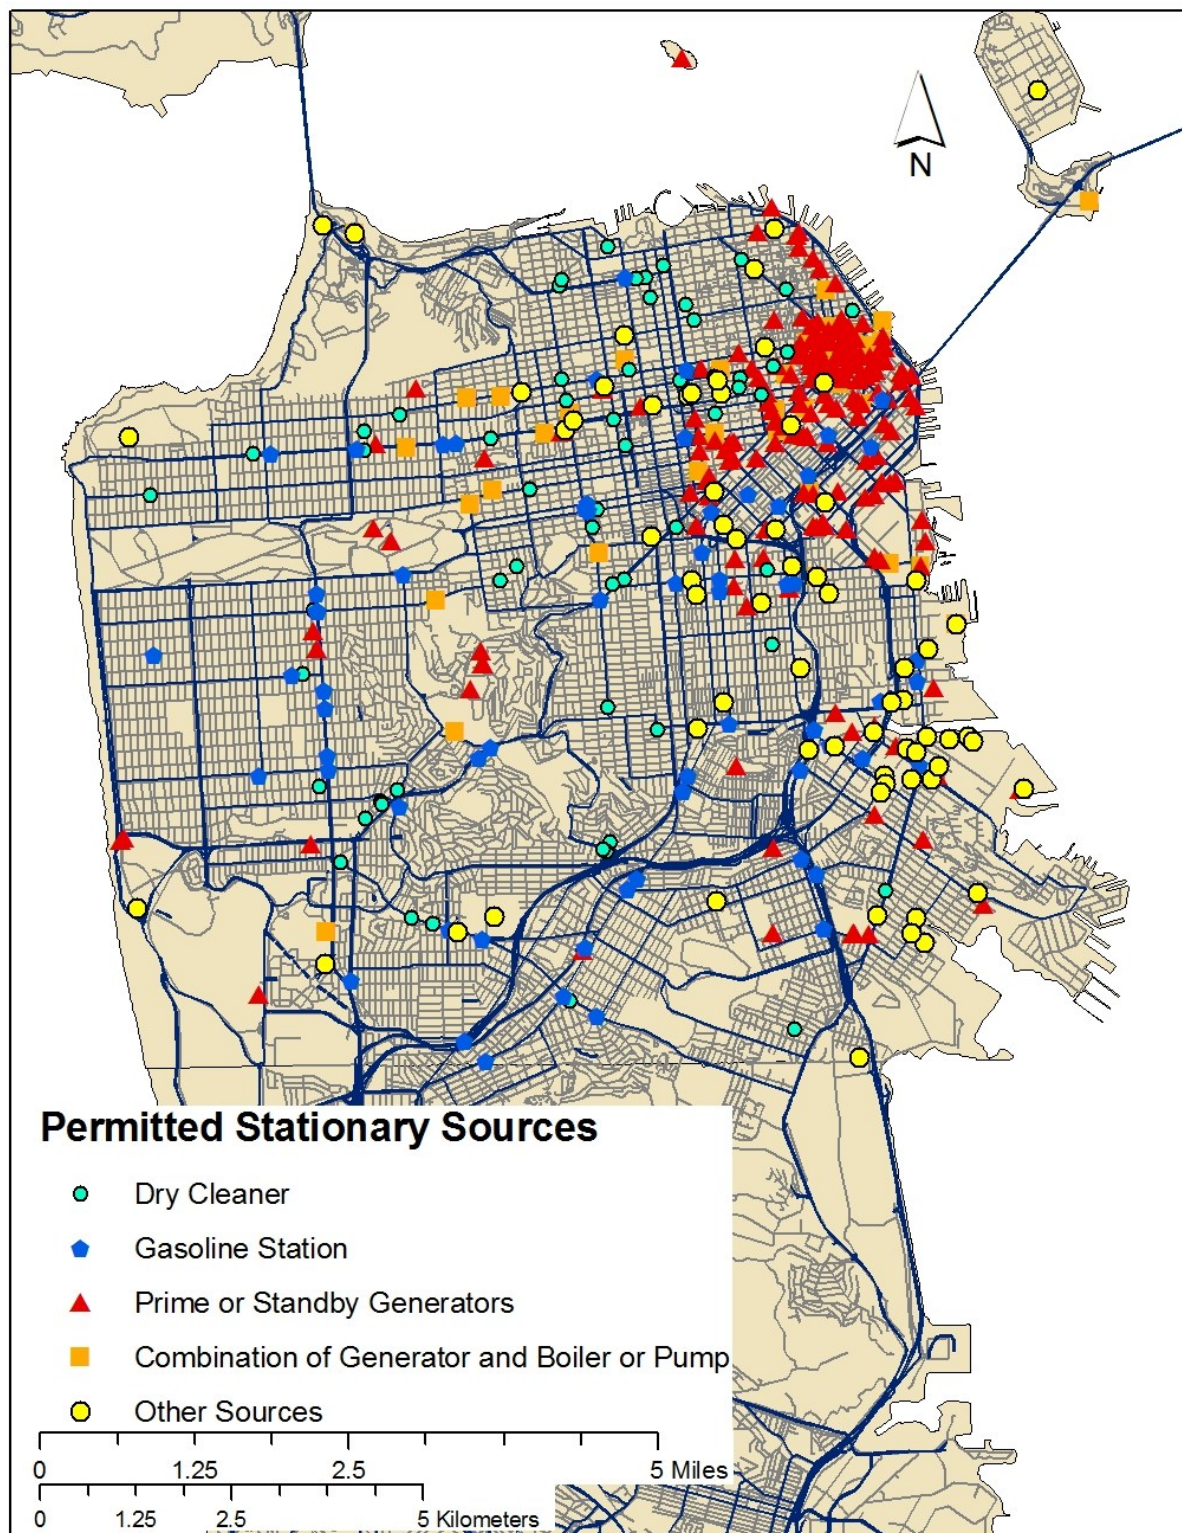 N
Permitted Stationary Sources
Dry Cleaner
Gasoline Station
Prime or Standby Generators
Combination of Generator and Boiler or Pump
Other Sources
0 1.25 2.5 5 Miles
0 1.25 2.5 5 Kilometers